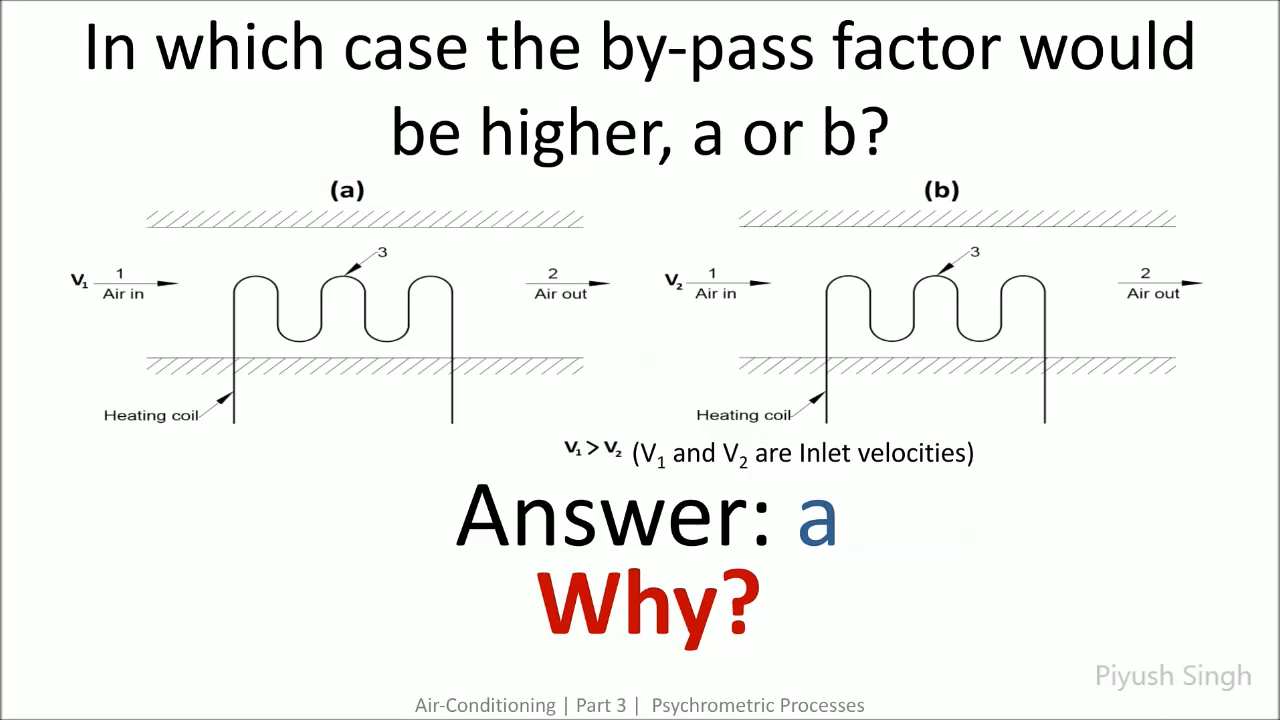 In which case the by-pass factor would
be higher, a or b?
(a)
(b)
3
3
V₁
1
Air in
2
Air out
V₂
1
Air in
2
Air out
Heating coil
Heating coil
V₁ > V₂ (V₁ and V₂ are Inlet velocities)
Answer: a
Why?
Piyush Singh
Air-Conditioning | Part 3 | Psychrometric Processes